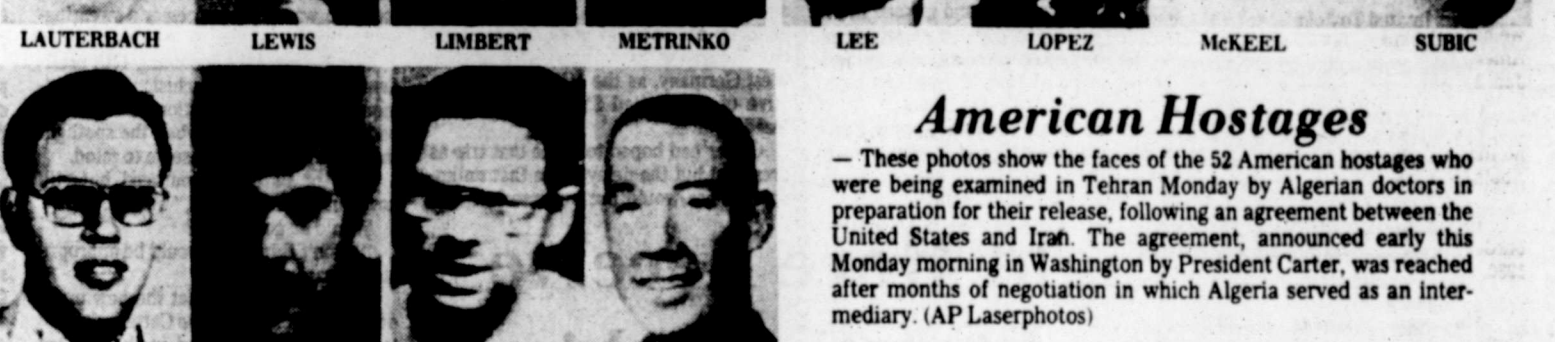 LAUTERBACH LEWIS LIMBERT METRINKO LEE LOPEZ McKEEL SUBIC
American Hostages
— These photos show the faces of the 52 American hostages who
were being examined in Tehran Monday by Algerian doctors in
preparation for their release, following an agreement between the
United States and Iran. The agreement, announced early this
Monday morning in Washington by President Carter, was reached
after months of negotiation in which Algeria served as an inter-
mediary. (AP Laserphotos)